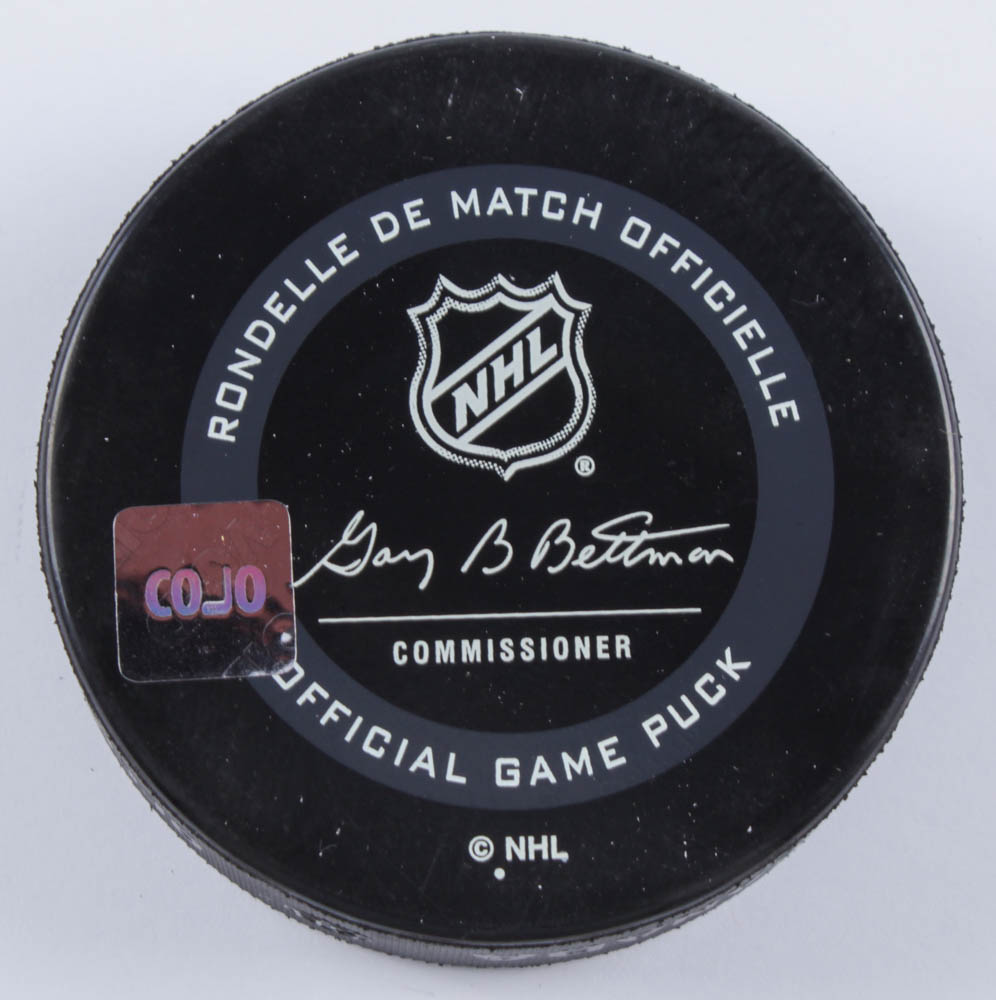 RONDELLE DE MATCH OFFICIELLE
NHL
®
Gary B Bettman
COJO
COMMISSIONER
OFFICIAL GAME PUCK
© NHL